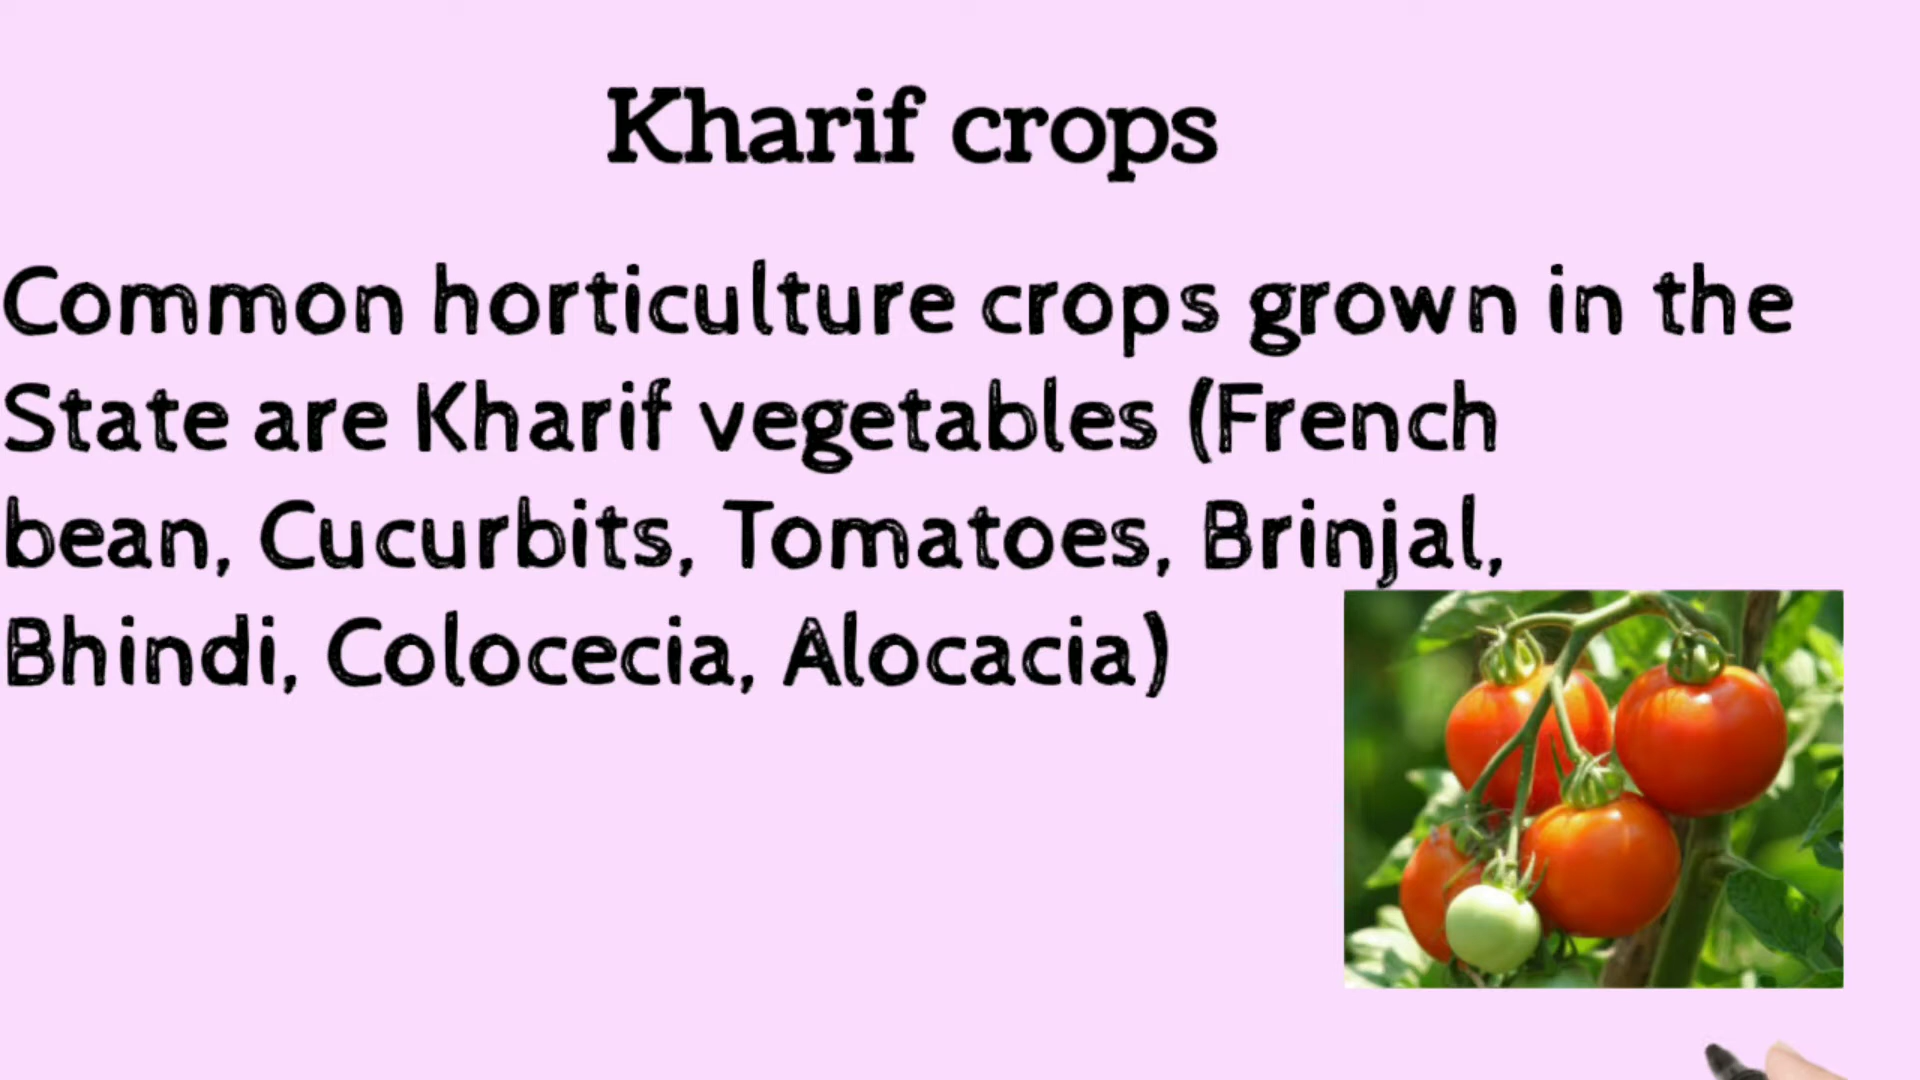 Kharif crops
Common horticulture crops grown in the
State are Kharif vegetables (French
bean, Cucurbits, Tomatoes, Brinjal,
Bhindi, Colocecia, Alocacia)